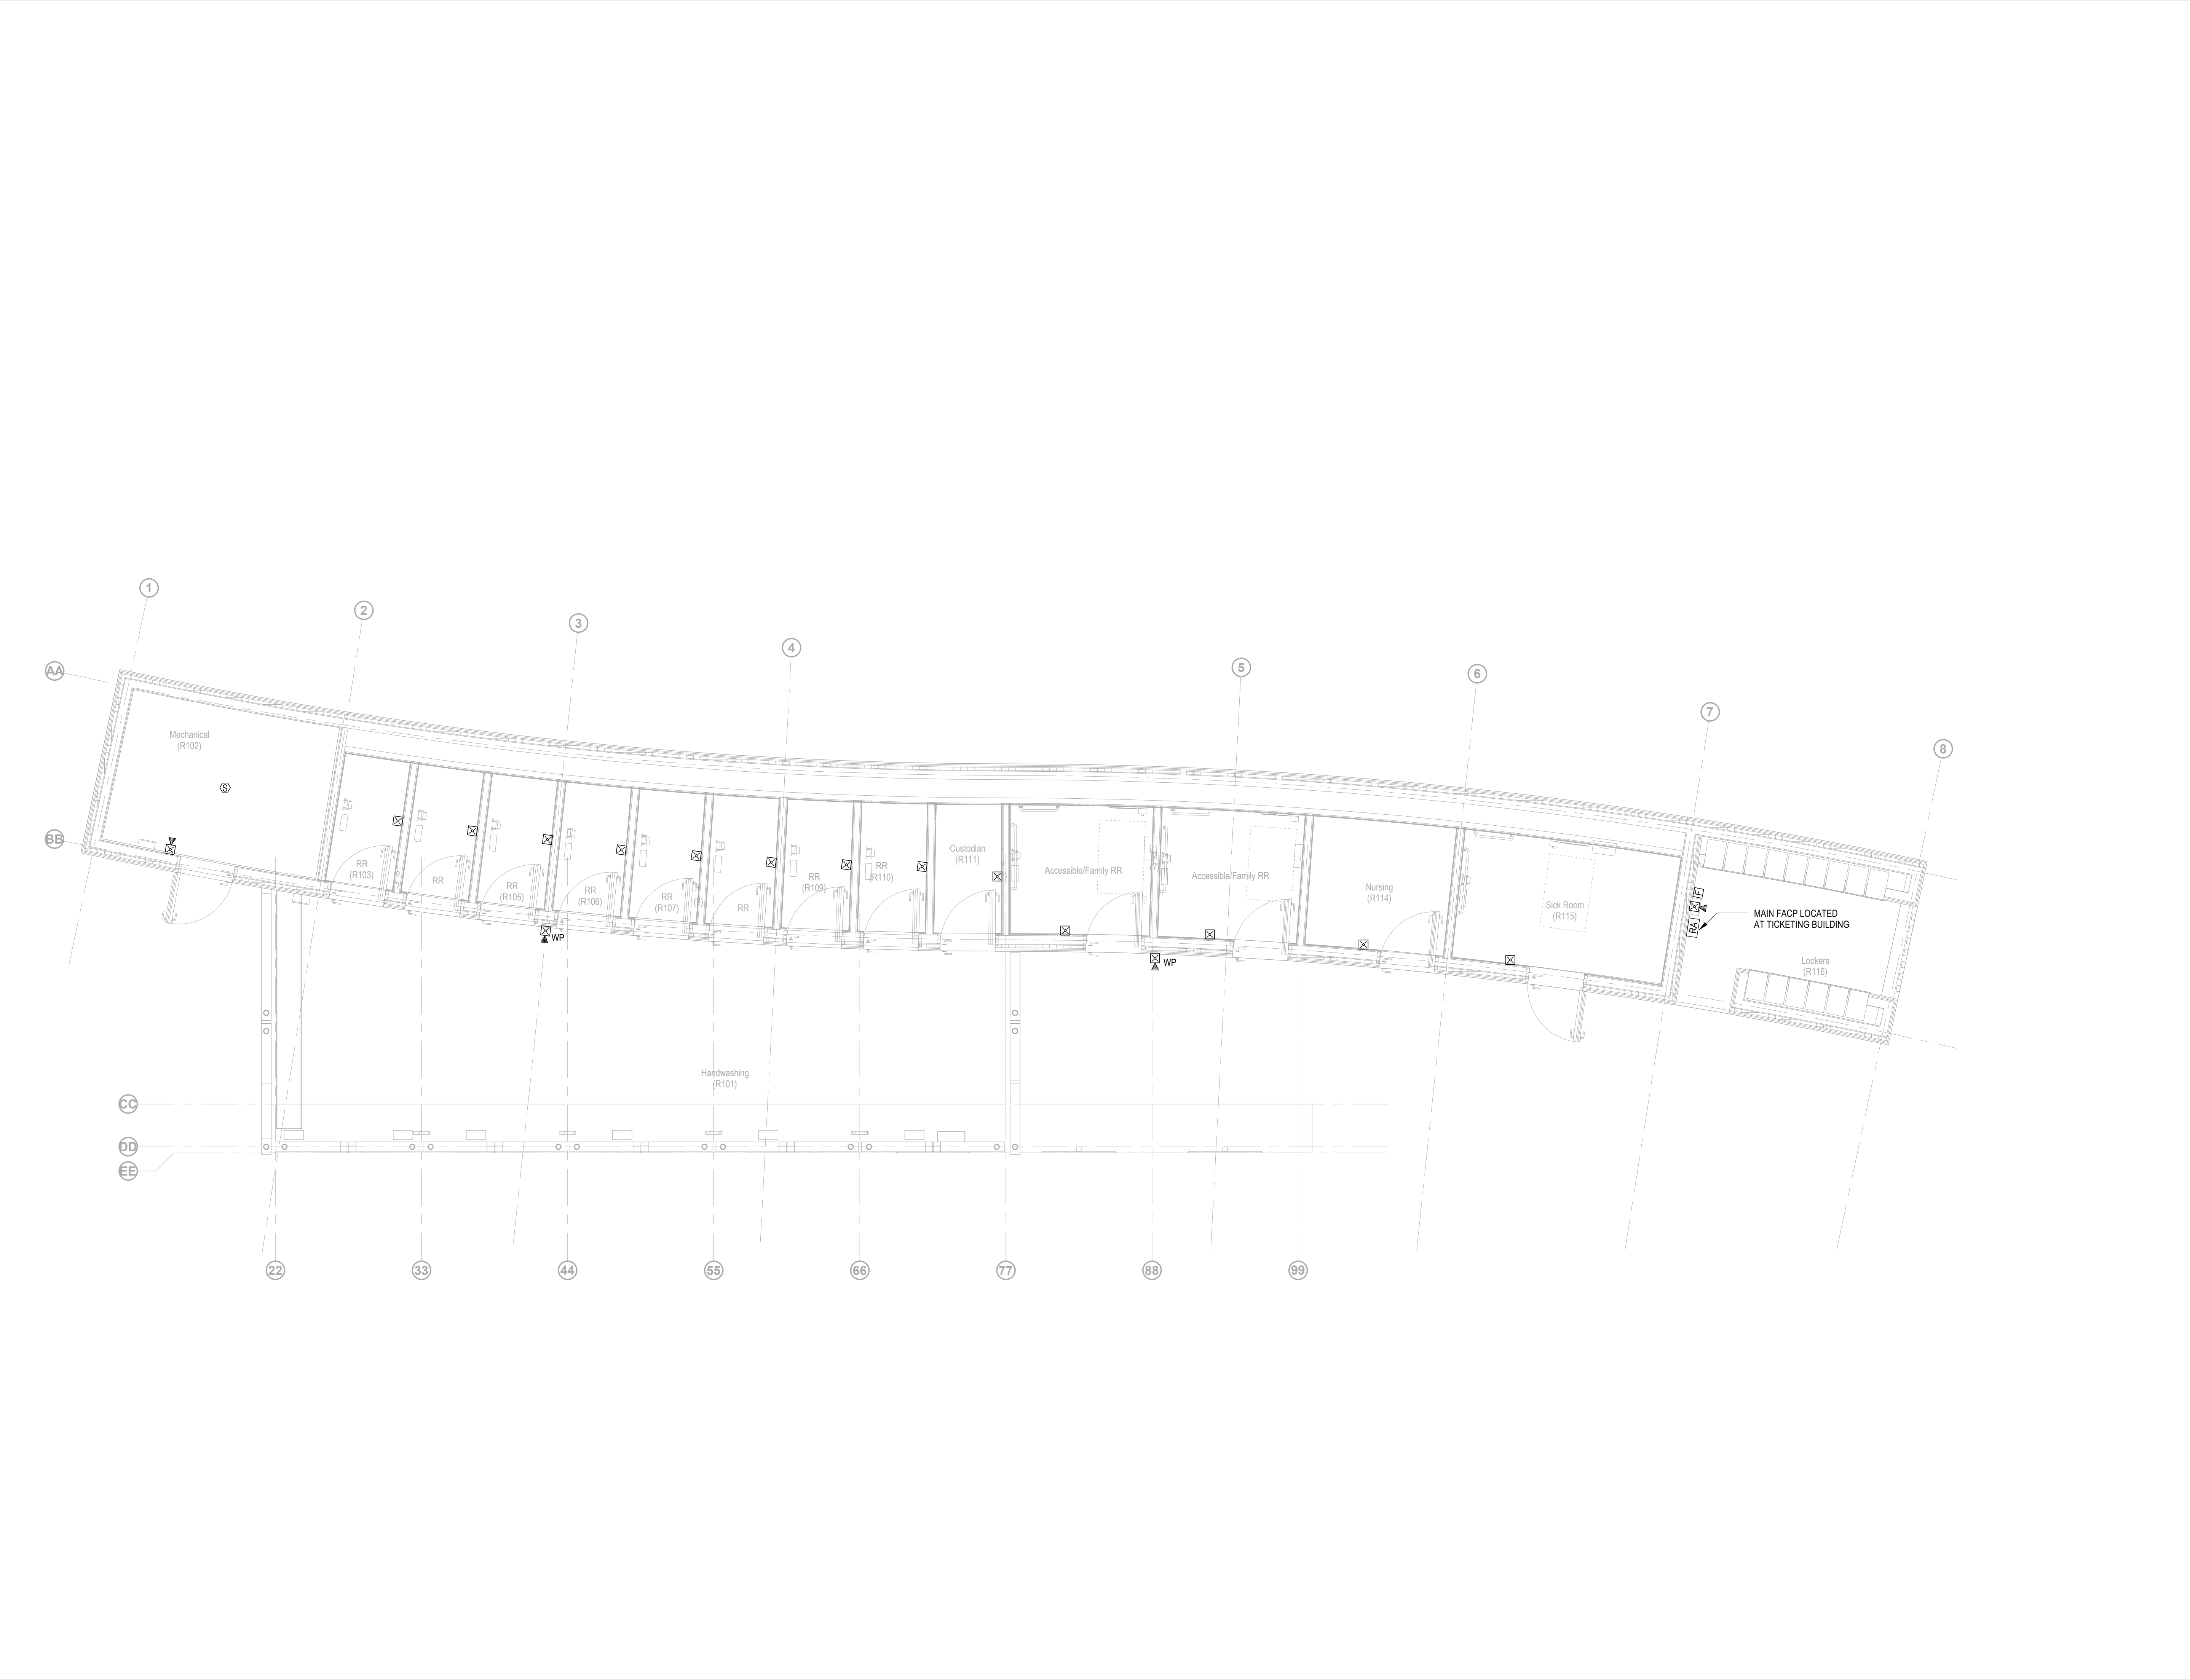 1
2
3
4
5
6
7
8
AA
BB
Mechanical
(R102)
S
RR
(R103)
RR
RR
(R105)
RR
(R106)
RR
(R107)
(?)
RR
RR
(R109)
RR
(R110)
Custodian
(R111)
Accessible/Family RR
Accessible/Family RR
Nursing
(R114)
Sick Room
(R115)
F
RA
MAIN FACP LOCATED
AT TICKETING BUILDING
Lockers
(R116)
WP
WP
Handwashing
(R101)
CC
DD
EE
22
33
44
55
66
77
88
99